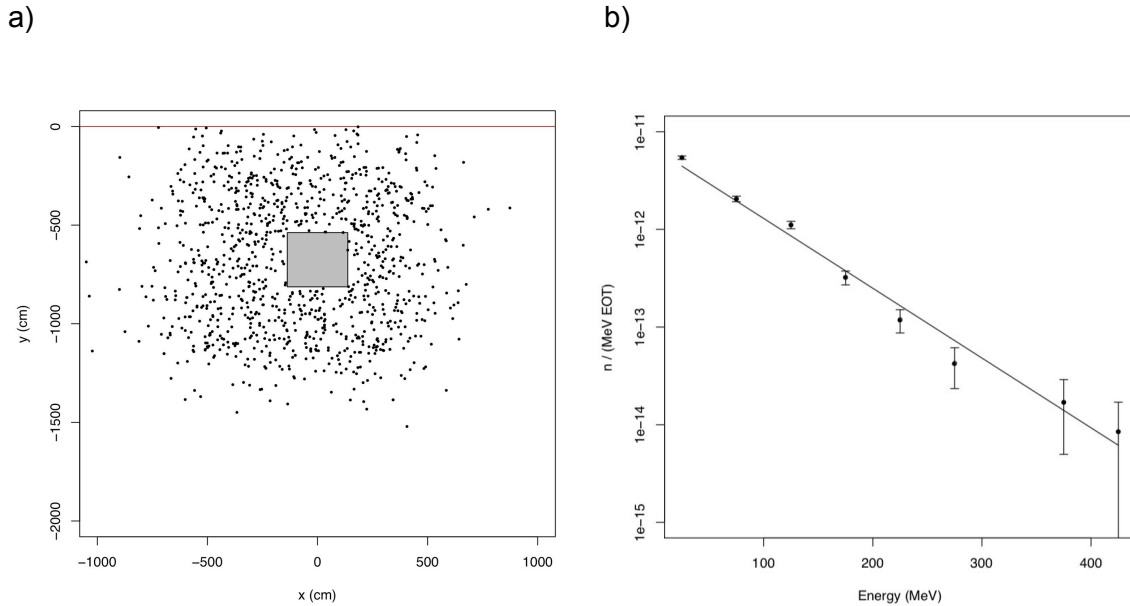 a)
0
−500
−1000
−1500
−2000
y (cm)
−1000
−500
0
500
1000
x (cm)
b)
1e−11
1e−12
1e−13
1e−14
1e−15
n / (MeV EOT)
100
200
300
400
Energy (MeV)